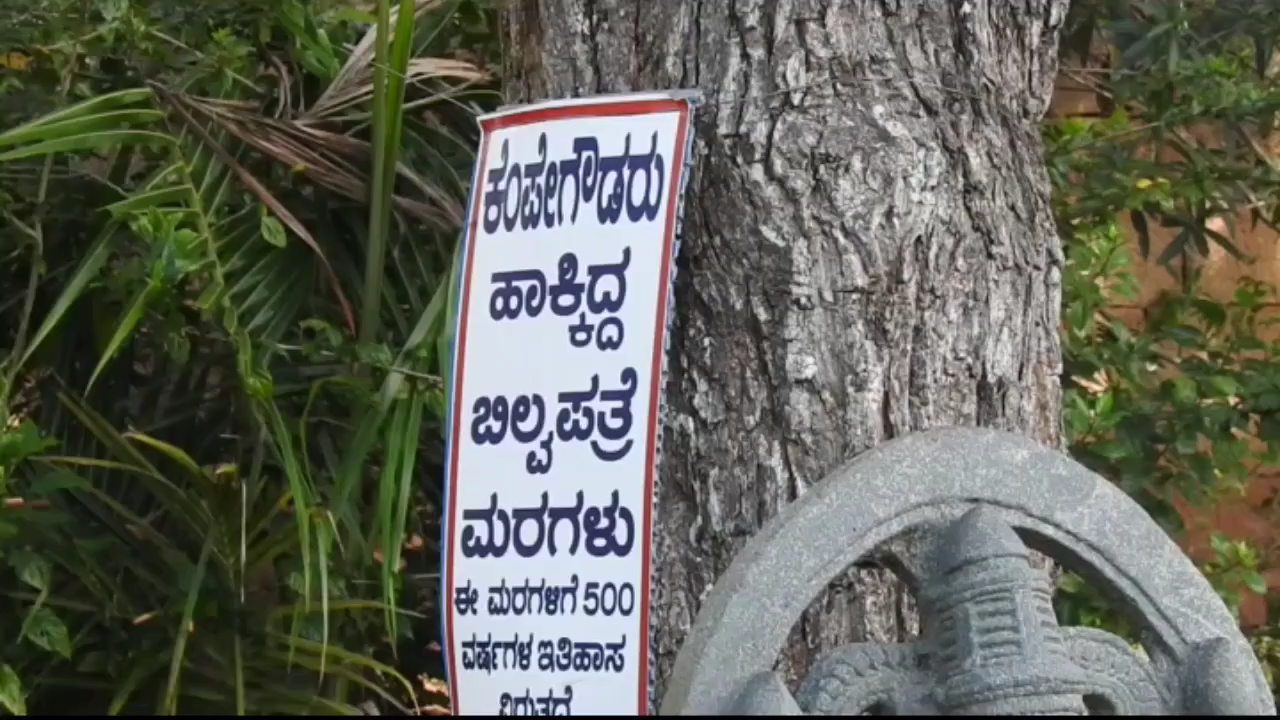 ಕೆಂಪೇಗೌಡರು
ಹಾಕ್ಕಿದ್ದ
ಬಿಲ್ವಪತ್ರೆ
ಮರಗಳು
ಈ ಮರಗಳಿಗೆ 500
ವರ್ಷಗಳ ಇತಿಹಾಸ